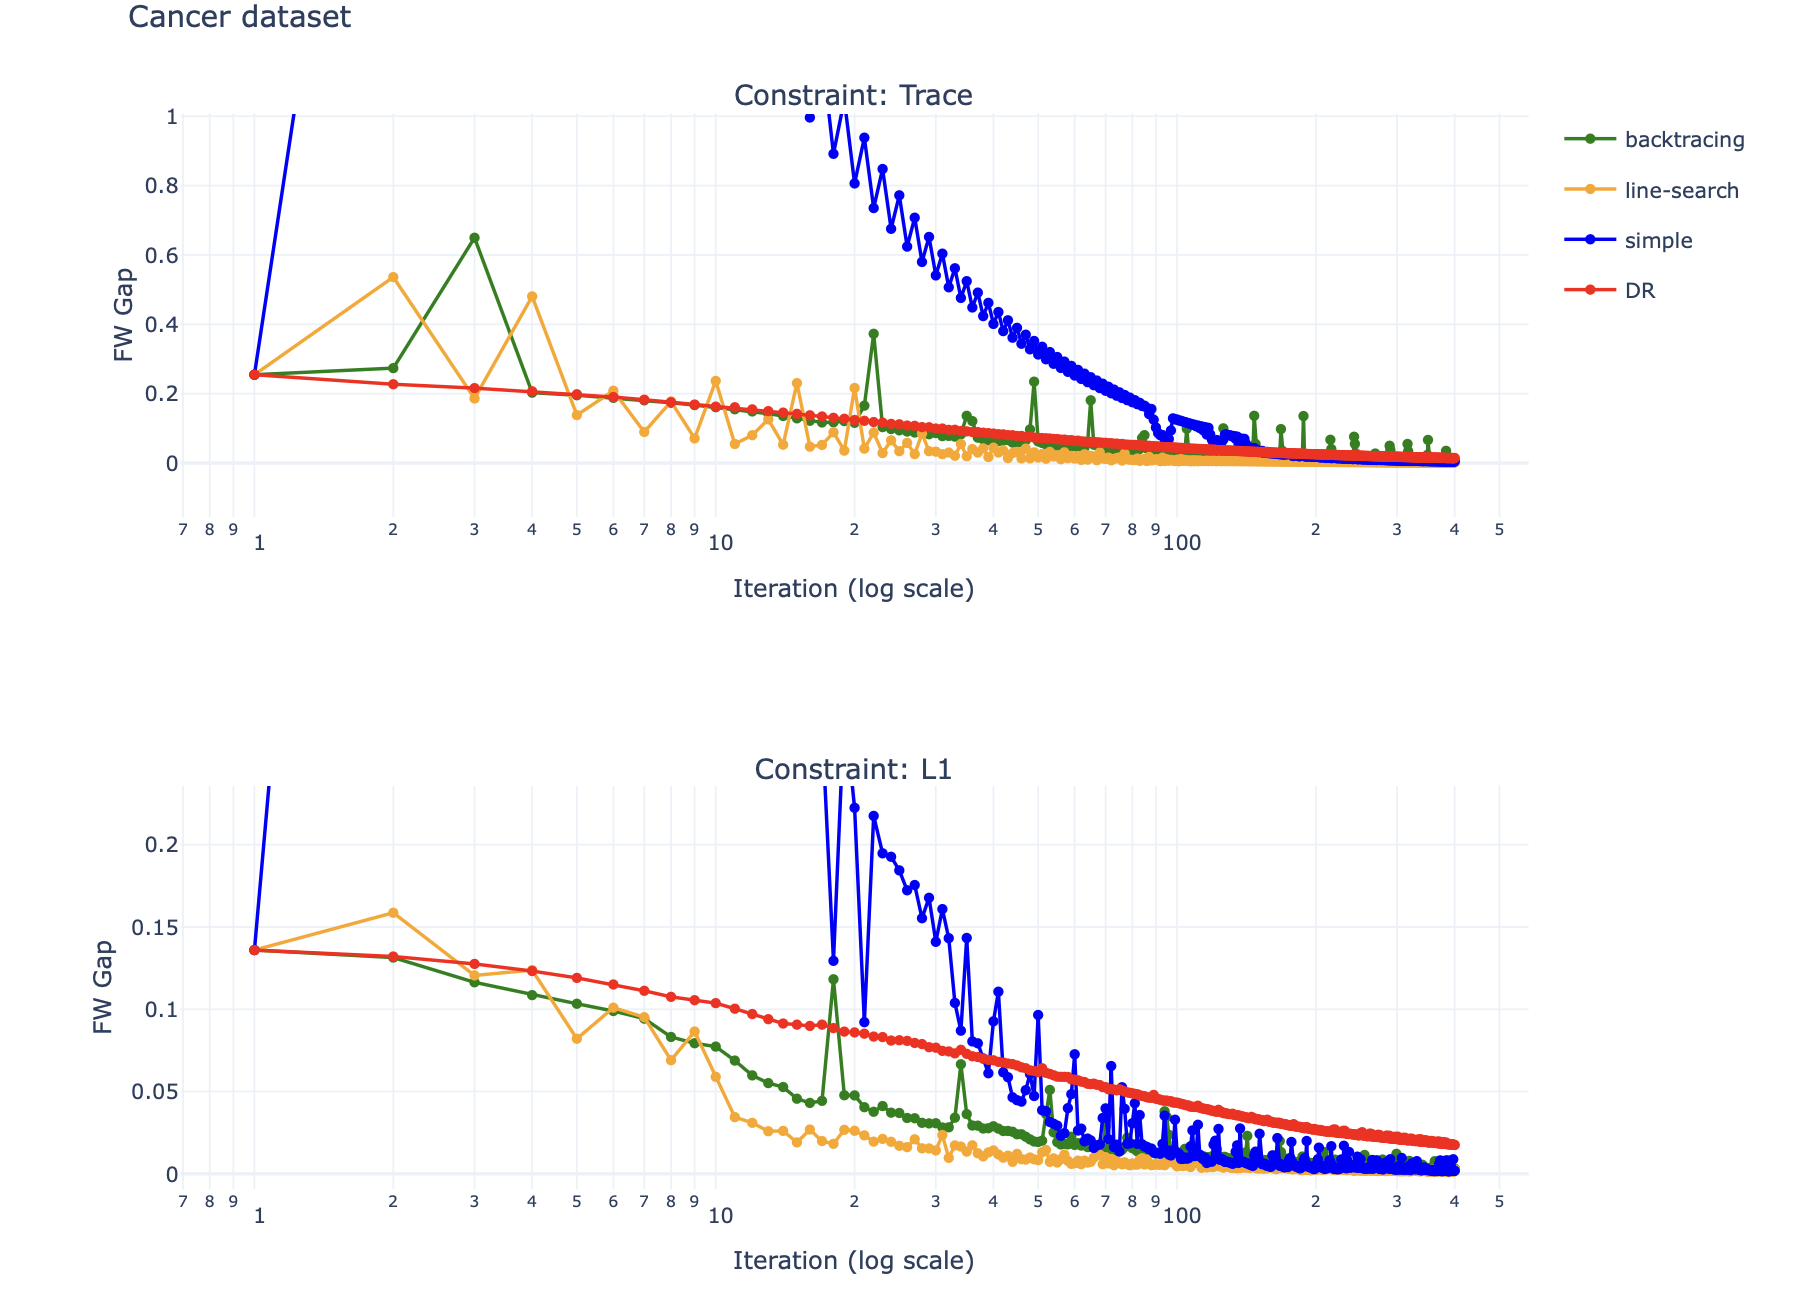 Cancer dataset
Constraint: Trace
1
0.8
0.6
0.4
0.2
0
FW Gap
7 8 9 2 3 4 5 6 7 8 9 2 3 4 5 6 7 8 9 2 3 4 5
1 10 100
Iteration (log scale)
backtracing
line-search
simple
DR
Constraint: L1
0.2
0.15
0.1
0.05
0
FW Gap
7 8 9 2 3 4 5 6 7 8 9 2 3 4 5 6 7 8 9 2 3 4 5
1 10 100
Iteration (log scale)